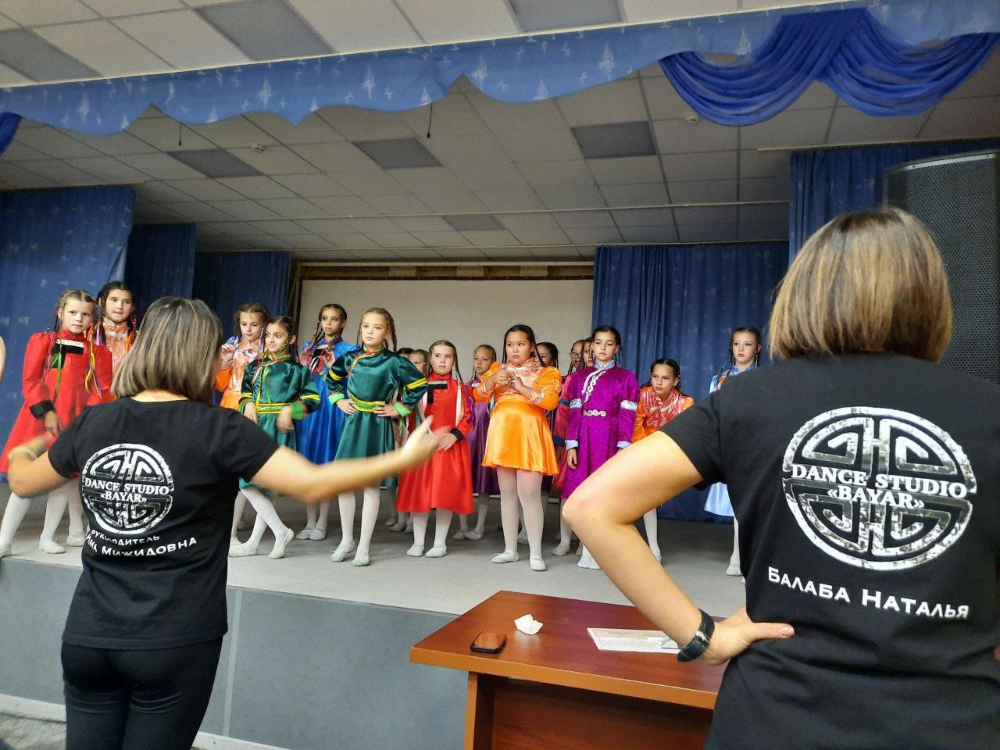 DANCE STUDIO
«BAYAR»
РУКОВОДИТЕЛЬ
МИЖИДОВНА
DANCE STUDIO
«BAYAR»
БАЛАБА НАТАЛЬЯ